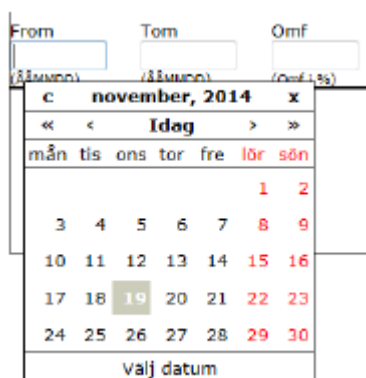 From Tom Omf
(ÅÅMMDD) (ÅÅMMDD) (Omf i %)
c november, 2014 x
« ‹ Idag › »
mån tis ons tor fre lör sön
1 2
3 4 5 6 7 8 9
10 11 12 13 14 15 16
17 18 19 20 21 22 23
24 25 26 27 28 29 30
Välj datum